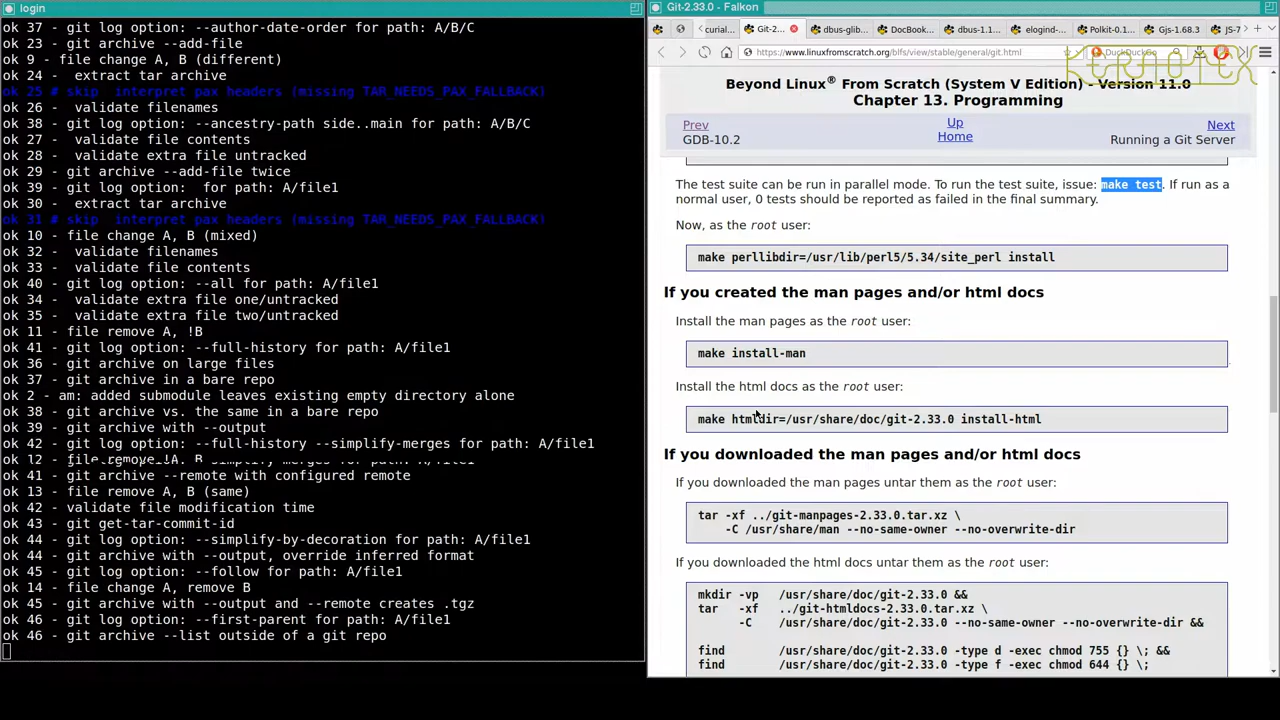 login
ok 37 - git log option: --author-date-order for path: A/B/C
ok 23 - git archive --add-file
ok 9 - file change A, B (different)
ok 24 -  extract tar archive
ok 25 # skip  interpret pax headers (missing TAR_NEEDS_PAX_FALLBACK)
ok 26 -  validate filenames
ok 38 - git log option: --ancestry-path side..main for path: A/B/C
ok 27 -  validate file contents
ok 28 -  validate extra file untracked
ok 29 - git archive --add-file twice
ok 39 - git log option:  for path: A/file1
ok 30 -  extract tar archive
ok 31 # skip  interpret pax headers (missing TAR_NEEDS_PAX_FALLBACK)
ok 10 - file change A, B (mixed)
ok 32 -  validate filenames
ok 33 -  validate file contents
ok 40 - git log option: --all for path: A/file1
ok 34 -  validate extra file one/untracked
ok 35 -  validate extra file two/untracked
ok 11 - file remove A, !B
ok 41 - git log option: --full-history for path: A/file1
ok 36 - git archive on large files
ok 37 - git archive in a bare repo
ok 2 - am: added submodule leaves existing empty directory alone
ok 38 - git archive vs. the same in a bare repo
ok 39 - git archive with --output
ok 42 - git log option: --full-history --simplify-merges for path: A/file1
ok 12 - file remove !A, B
ok 41 - git archive --remote with configured remote
ok 13 - file remove A, B (same)
ok 42 - validate file modification time
ok 43 - git get-tar-commit-id
ok 44 - git log option: --simplify-by-decoration for path: A/file1
ok 44 - git archive with --output, override inferred format
ok 45 - git log option: --follow for path: A/file1
ok 14 - file change A, remove B
ok 45 - git archive with --output and --remote creates .tgz
ok 46 - git log option: --first-parent for path: A/file1
ok 46 - git archive --list outside of a git repo
Git-2.33.0 - Falkon
curial...
Git-2...
dbus-glib...
DocBook...
dbus-1.1...
elogind-...
Polkit-0.1...
Gjs-1.68.3
JS-7
https://www.linuxfromscratch.org/blfs/view/stable/general/git.html
DuckDuckGo
KERNOTEX
Beyond Linux® From Scratch (System V Edition) - Version 11.0
Chapter 13. Programming
Prev
Up
Next
GDB-10.2
Home
Running a Git Server
The test suite can be run in parallel mode. To run the test suite, issue: make test. If run as a
normal user, 0 tests should be reported as failed in the final summary.
Now, as the root user:
make perllibdir=/usr/lib/perl5/5.34/site_perl install
If you created the man pages and/or html docs
Install the man pages as the root user:
make install-man
Install the html docs as the root user:
make htmldir=/usr/share/doc/git-2.33.0 install-html
If you downloaded the man pages and/or html docs
If you downloaded the man pages untar them as the root user:
tar -xf ../git-manpages-2.33.0.tar.xz \
-C /usr/share/man --no-same-owner --no-overwrite-dir
If you downloaded the html docs untar them as the root user:
mkdir -vp   /usr/share/doc/git-2.33.0 &&
tar   -xf   ../git-htmldocs-2.33.0.tar.xz \
-C    /usr/share/doc/git-2.33.0 --no-same-owner --no-overwrite-dir &&
find        /usr/share/doc/git-2.33.0 -type d -exec chmod 755 {} \; &&
find        /usr/share/doc/git-2.33.0 -type f -exec chmod 644 {} \;